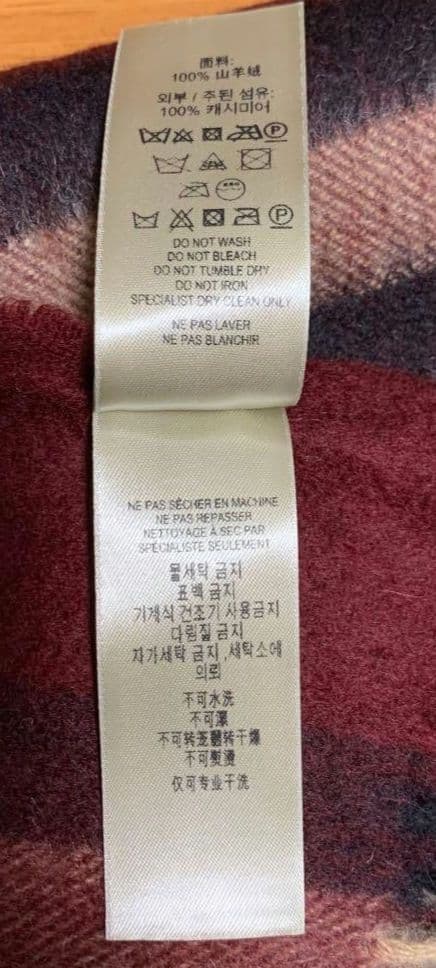 面料:
100% 山羊绒
외부 / 주된 섬유:
100% 캐시미어
P
P
DO NOT WASH
DO NOT BLEACH
DO NOT TUMBLE DRY
DO NOT IRON
SPECIALIST DRY CLEAN ONLY
NE PAS LAVER
NE PAS BLANCHIR
NE PAS SÉCHER EN MACHINE
NE PAS REPASSER
NETTOYAGE À SEC PAR
SPÉCIALISTE SEULEMENT
물세탁 금지
표백 금지
기계식 건조기 사용금지
다림질 금지
자가세탁 금지 ,세탁소에
의뢰
不可水洗
不可漂
不可转笼翻转干燥
不可熨烫
仅可专业干洗